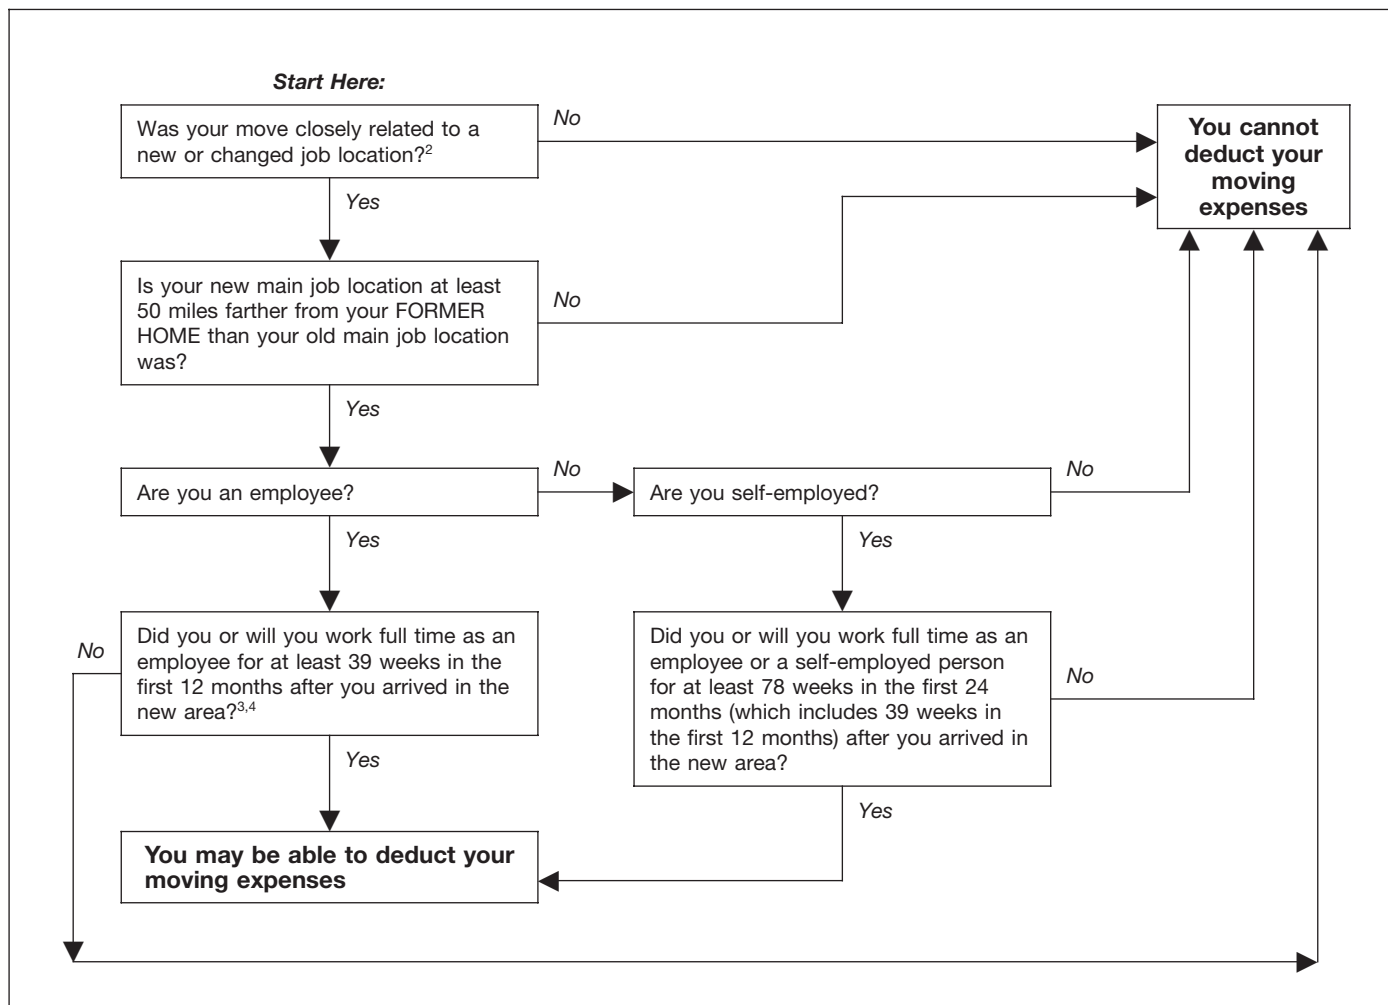 Start Here:
Was your move closely related to a
new or changed job location?2
No
You cannot
deduct your
moving
expenses
Yes
Is your new main job location at least
50 miles farther from your FORMER
HOME than your old main job location
was?
No
Yes
Are you an employee?
No
Are you self-employed?
No
Yes
Yes
No
Did you or will you work full time as an
employee for at least 39 weeks in the
first 12 months after you arrived in the
new area?3,4
Did you or will you work full time as an
employee or a self-employed person
for at least 78 weeks in the first 24
months (which includes 39 weeks in
the first 12 months) after you arrived in
the new area?
No
Yes
Yes
You may be able to deduct your
moving expenses